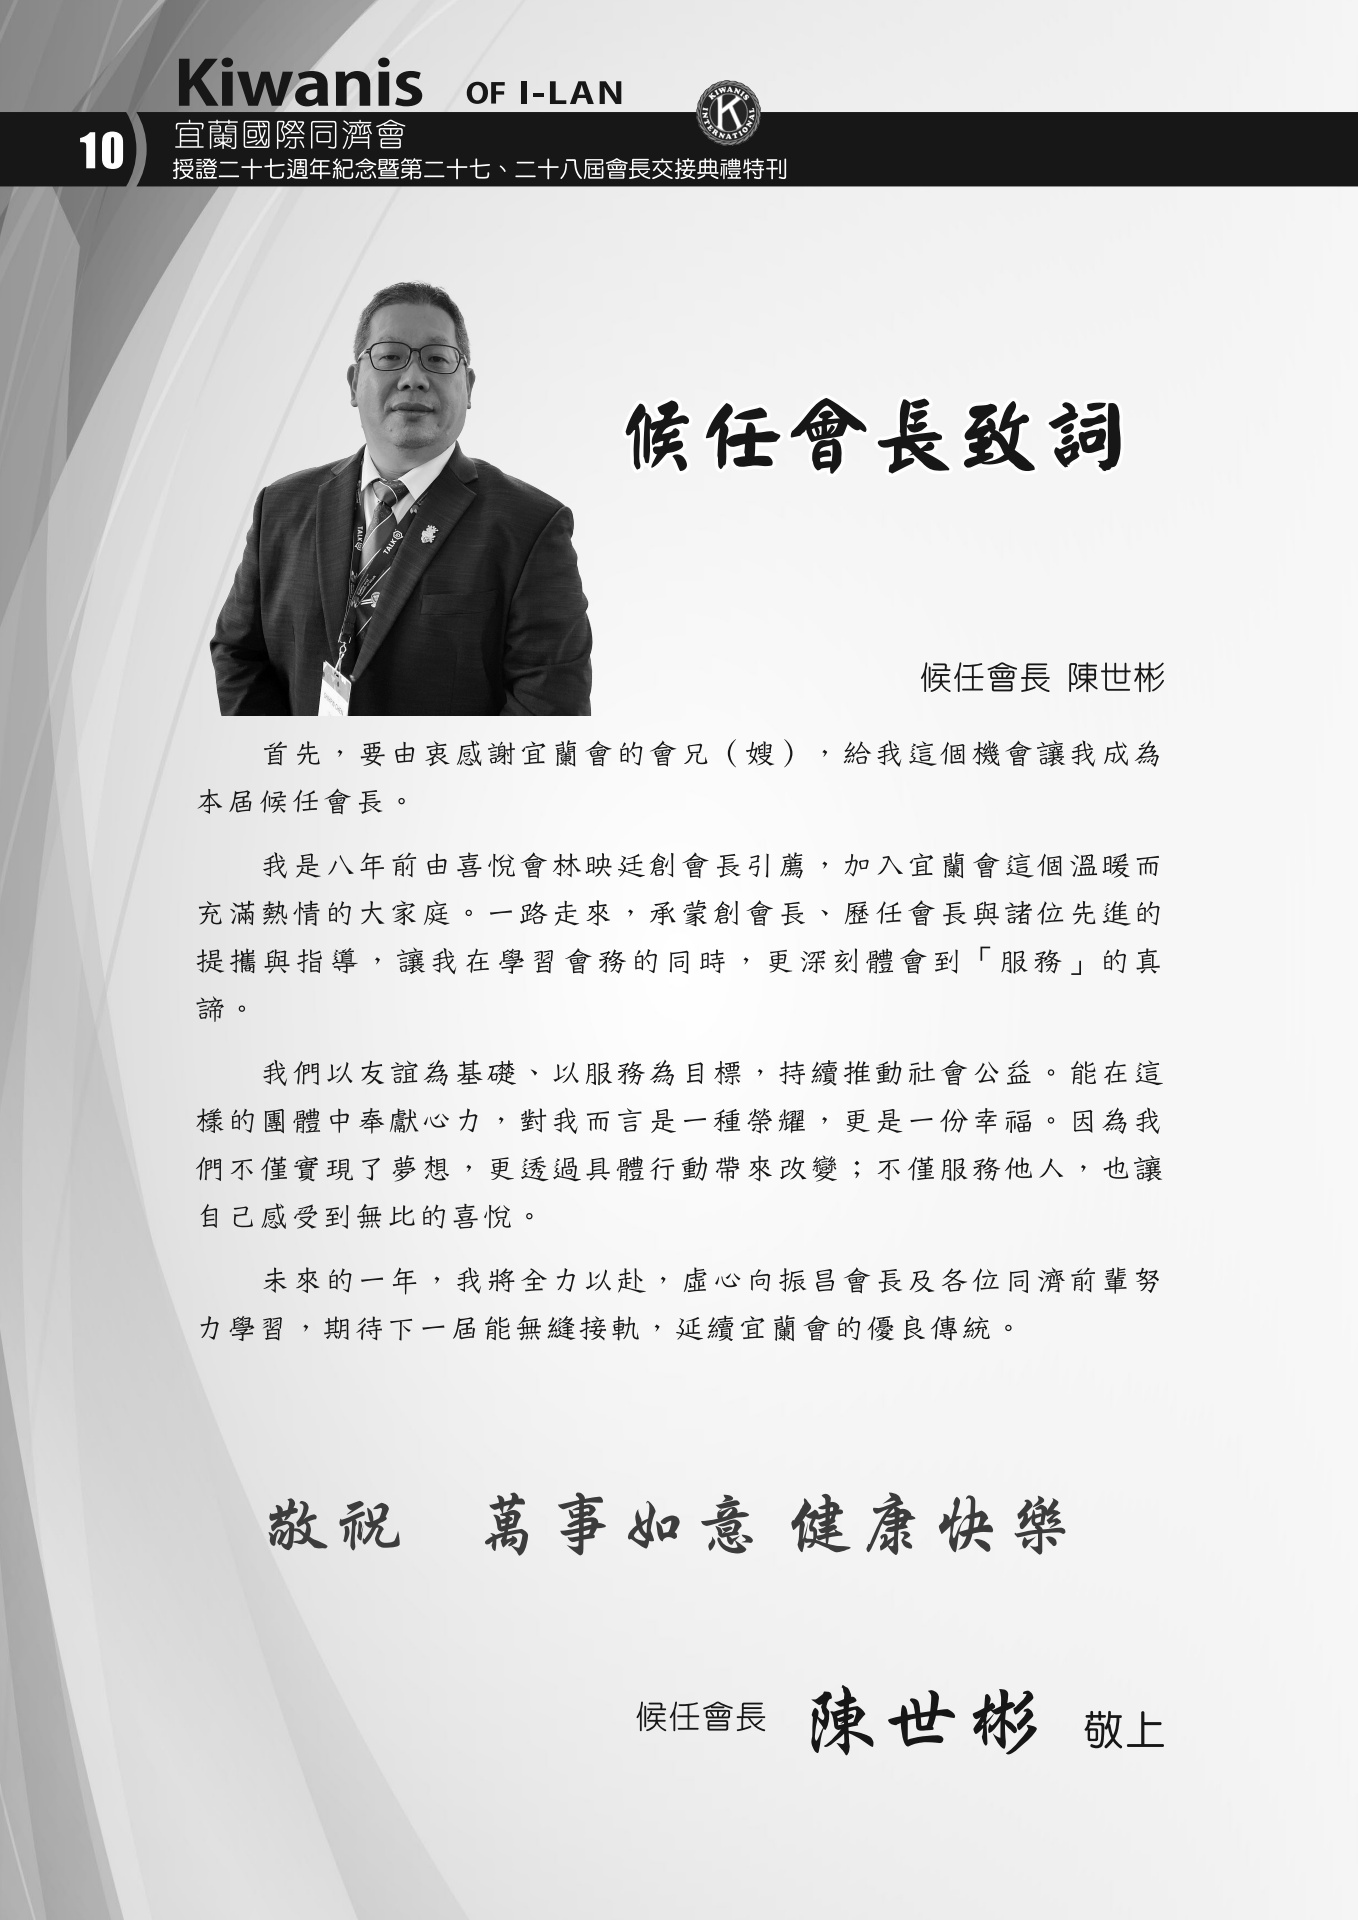 Kiwanis OF I-LAN
KIWANIS INTERNATIONAL
K
10
宜蘭國際同濟會
授證二十七週年紀念暨第二十七、二十八屆會長交接典禮特刊
候任會長致詞
TALK
TALK
候任會長 陳世彬
首先，要由衷感謝宜蘭會的會兄（嫂），給我這個機會讓我成為
本屆候任會長。
我是八年前由喜悅會林映廷創會長引薦，加入宜蘭會這個溫暖而
充滿熱情的大家庭。一路走來，承蒙創會長、歷任會長與諸位先進的
提攜與指導，讓我在學習會務的同時，更深刻體會到「服務」的真
諦。
我們以友誼為基礎、以服務為目標，持續推動社會公益。能在這
樣的團體中奉獻心力，對我而言是一種榮耀，更是一份幸福。因為我
們不僅實現了夢想，更透過具體行動帶來改變；不僅服務他人，也讓
自己感受到無比的喜悅。
未來的一年，我將全力以赴，虛心向振昌會長及各位同濟前輩努
力學習，期待下一屆能無縫接軌，延續宜蘭會的優良傳統。
敬祝 萬事如意 健康快樂
候任會長 陳世彬 敬上